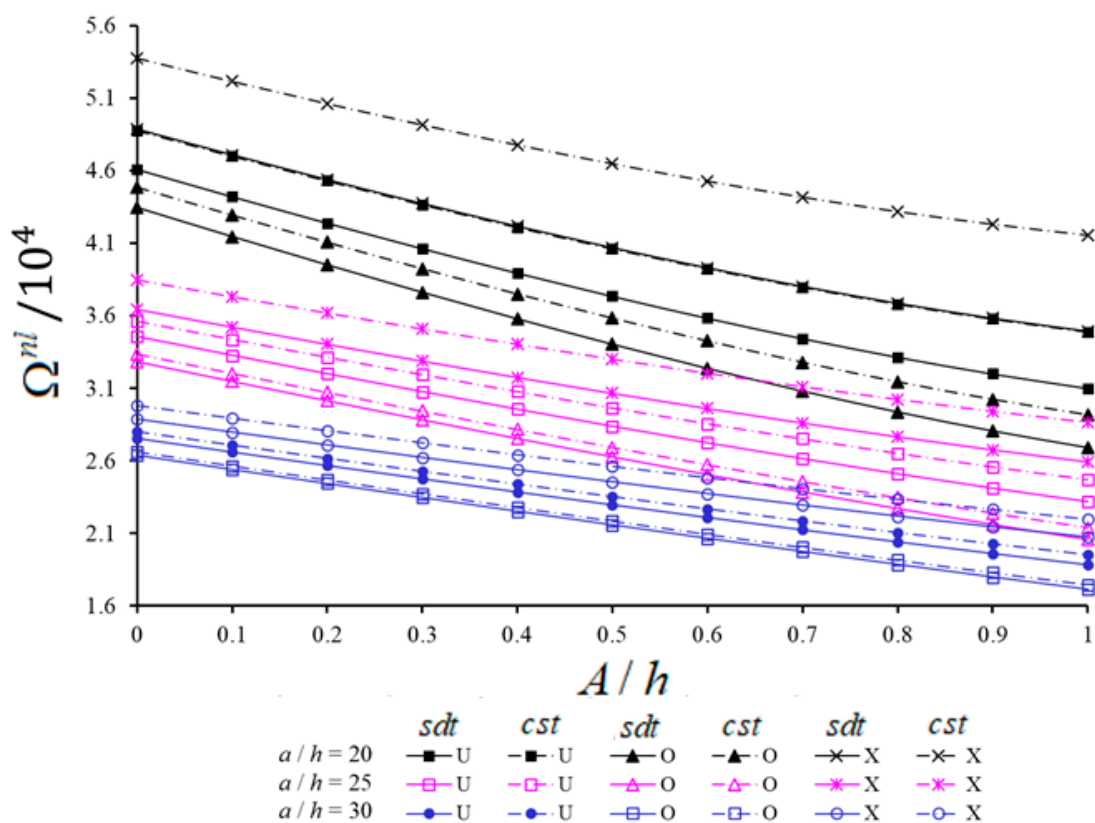 5.6
5.1
4.6
4.1
3.6
3.1
2.6
2.1
1.6
Ω^nl /10^4
0 0.1 0.2 0.3 0.4 0.5 0.6 0.7 0.8 0.9 1
A / h
sdt cst sdt cst sdt cst
a / h = 20 U U O O X X
a / h = 25 U U O O X X
a / h = 30 U U O O X X